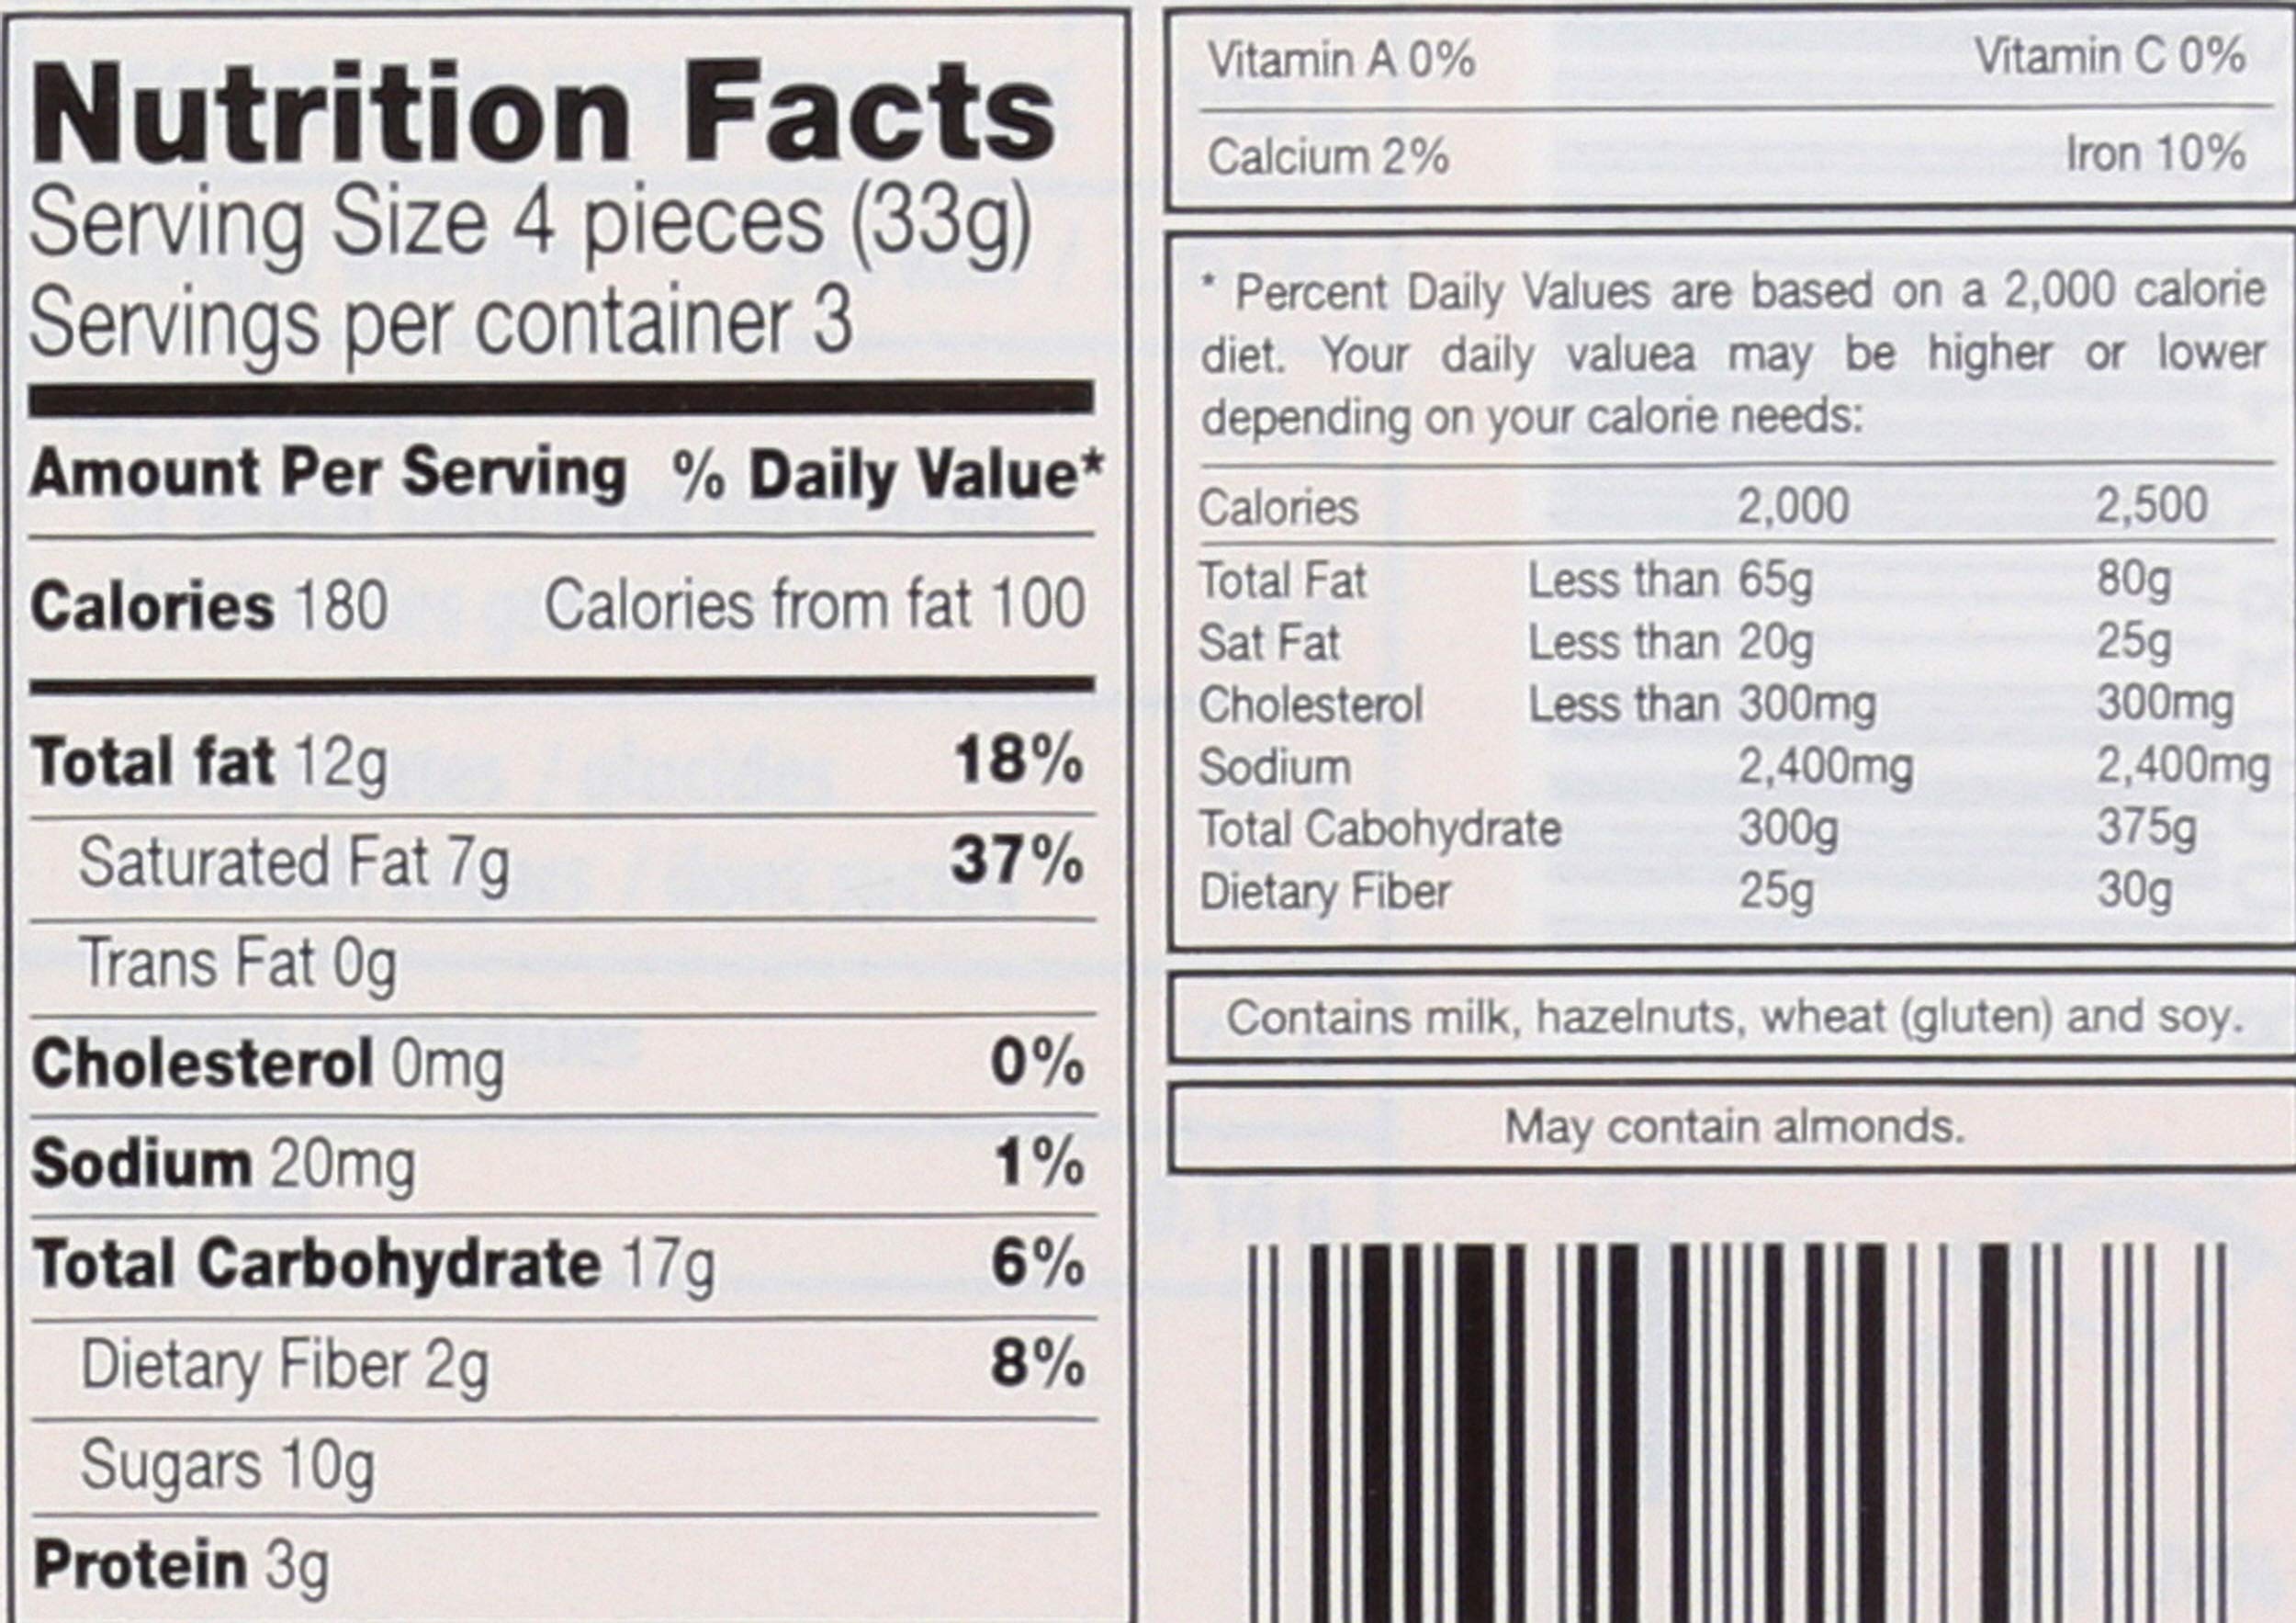 Nutrition Facts
Serving Size 4 pieces (33g)
Servings per container 3
Amount Per Serving % Daily Value*
Calories 180 Calories from fat 100
Total fat 12g 18%
Saturated Fat 7g 37%
Trans Fat 0g
Cholesterol 0mg 0%
Sodium 20mg 1%
Total Carbohydrate 17g 6%
Dietary Fiber 2g 8%
Sugars 10g
Protein 3g
Vitamin A 0% Vitamin C 0%
Calcium 2% Iron 10%
* Percent Daily Values are based on a 2,000 calorie
diet. Your daily valuea may be higher or lower
depending on your calorie needs:
Calories 2,000 2,500
Total Fat Less than 65g 80g
Sat Fat Less than 20g 25g
Cholesterol Less than 300mg 300mg
Sodium 2,400mg 2,400mg
Total Cabohydrate 300g 375g
Dietary Fiber 25g 30g
Contains milk, hazelnuts, wheat (gluten) and soy.
May contain almonds.